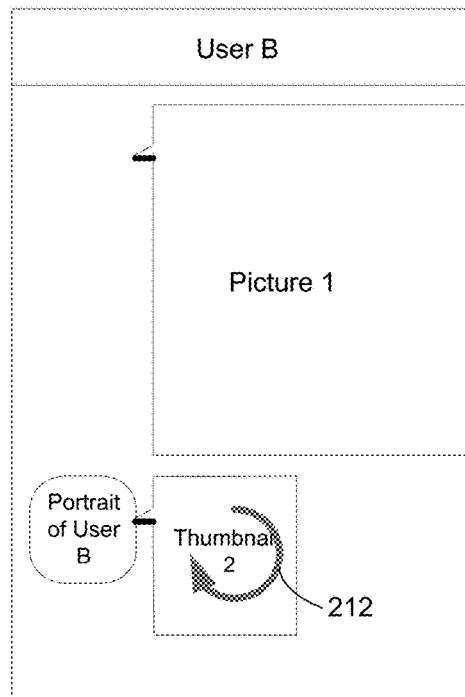 User B
Picture 1
Portrait
of User
B
Thumbnail
2
212